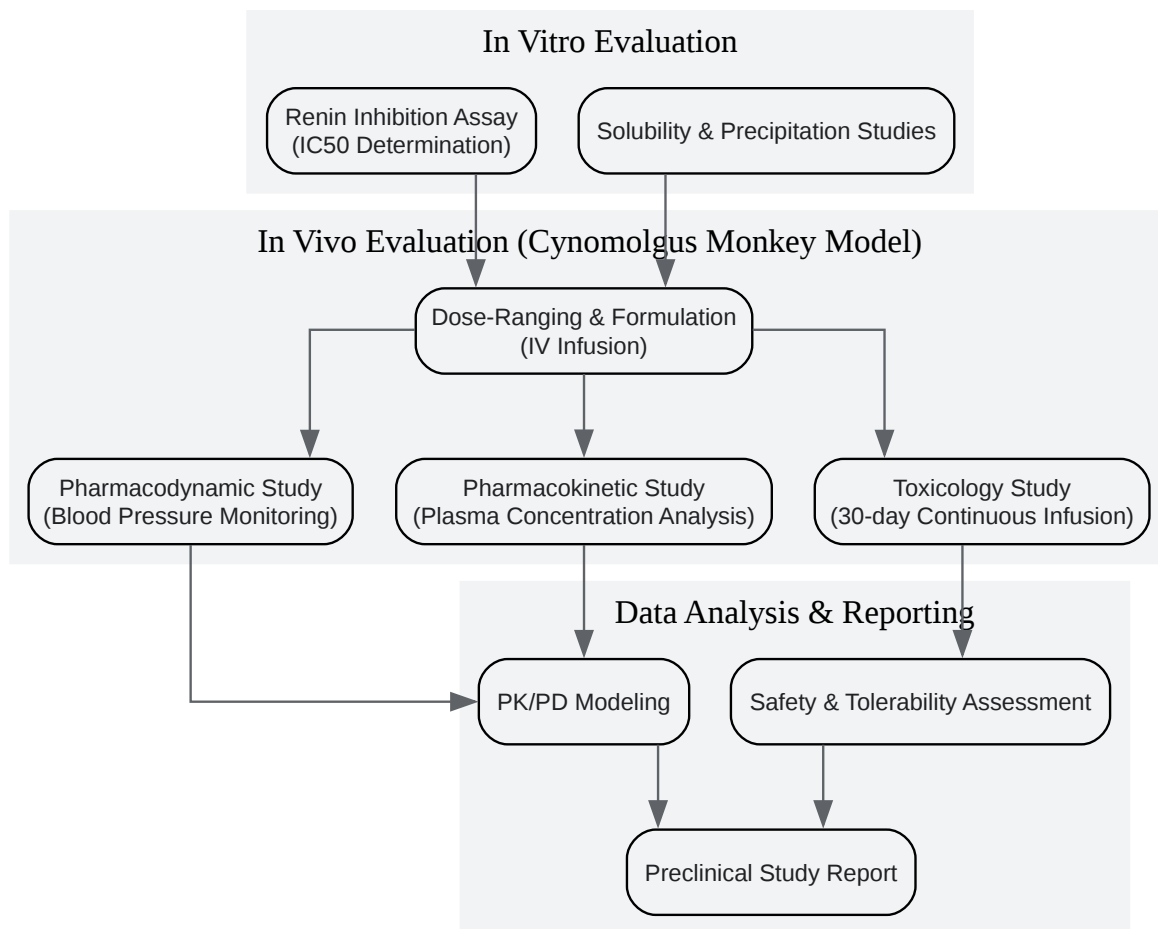 In Vitro Evaluation
Renin Inhibition Assay
(IC50 Determination)
Solubility & Precipitation Studies
In Vivo Evaluation (Cynomolgus Monkey Model)
Dose-Ranging & Formulation
(IV Infusion)
Pharmacodynamic Study
(Blood Pressure Monitoring)
Pharmacokinetic Study
(Plasma Concentration Analysis)
Toxicology Study
(30-day Continuous Infusion)
Data Analysis & Reporting
PK/PD Modeling
Safety & Tolerability Assessment
Preclinical Study Report